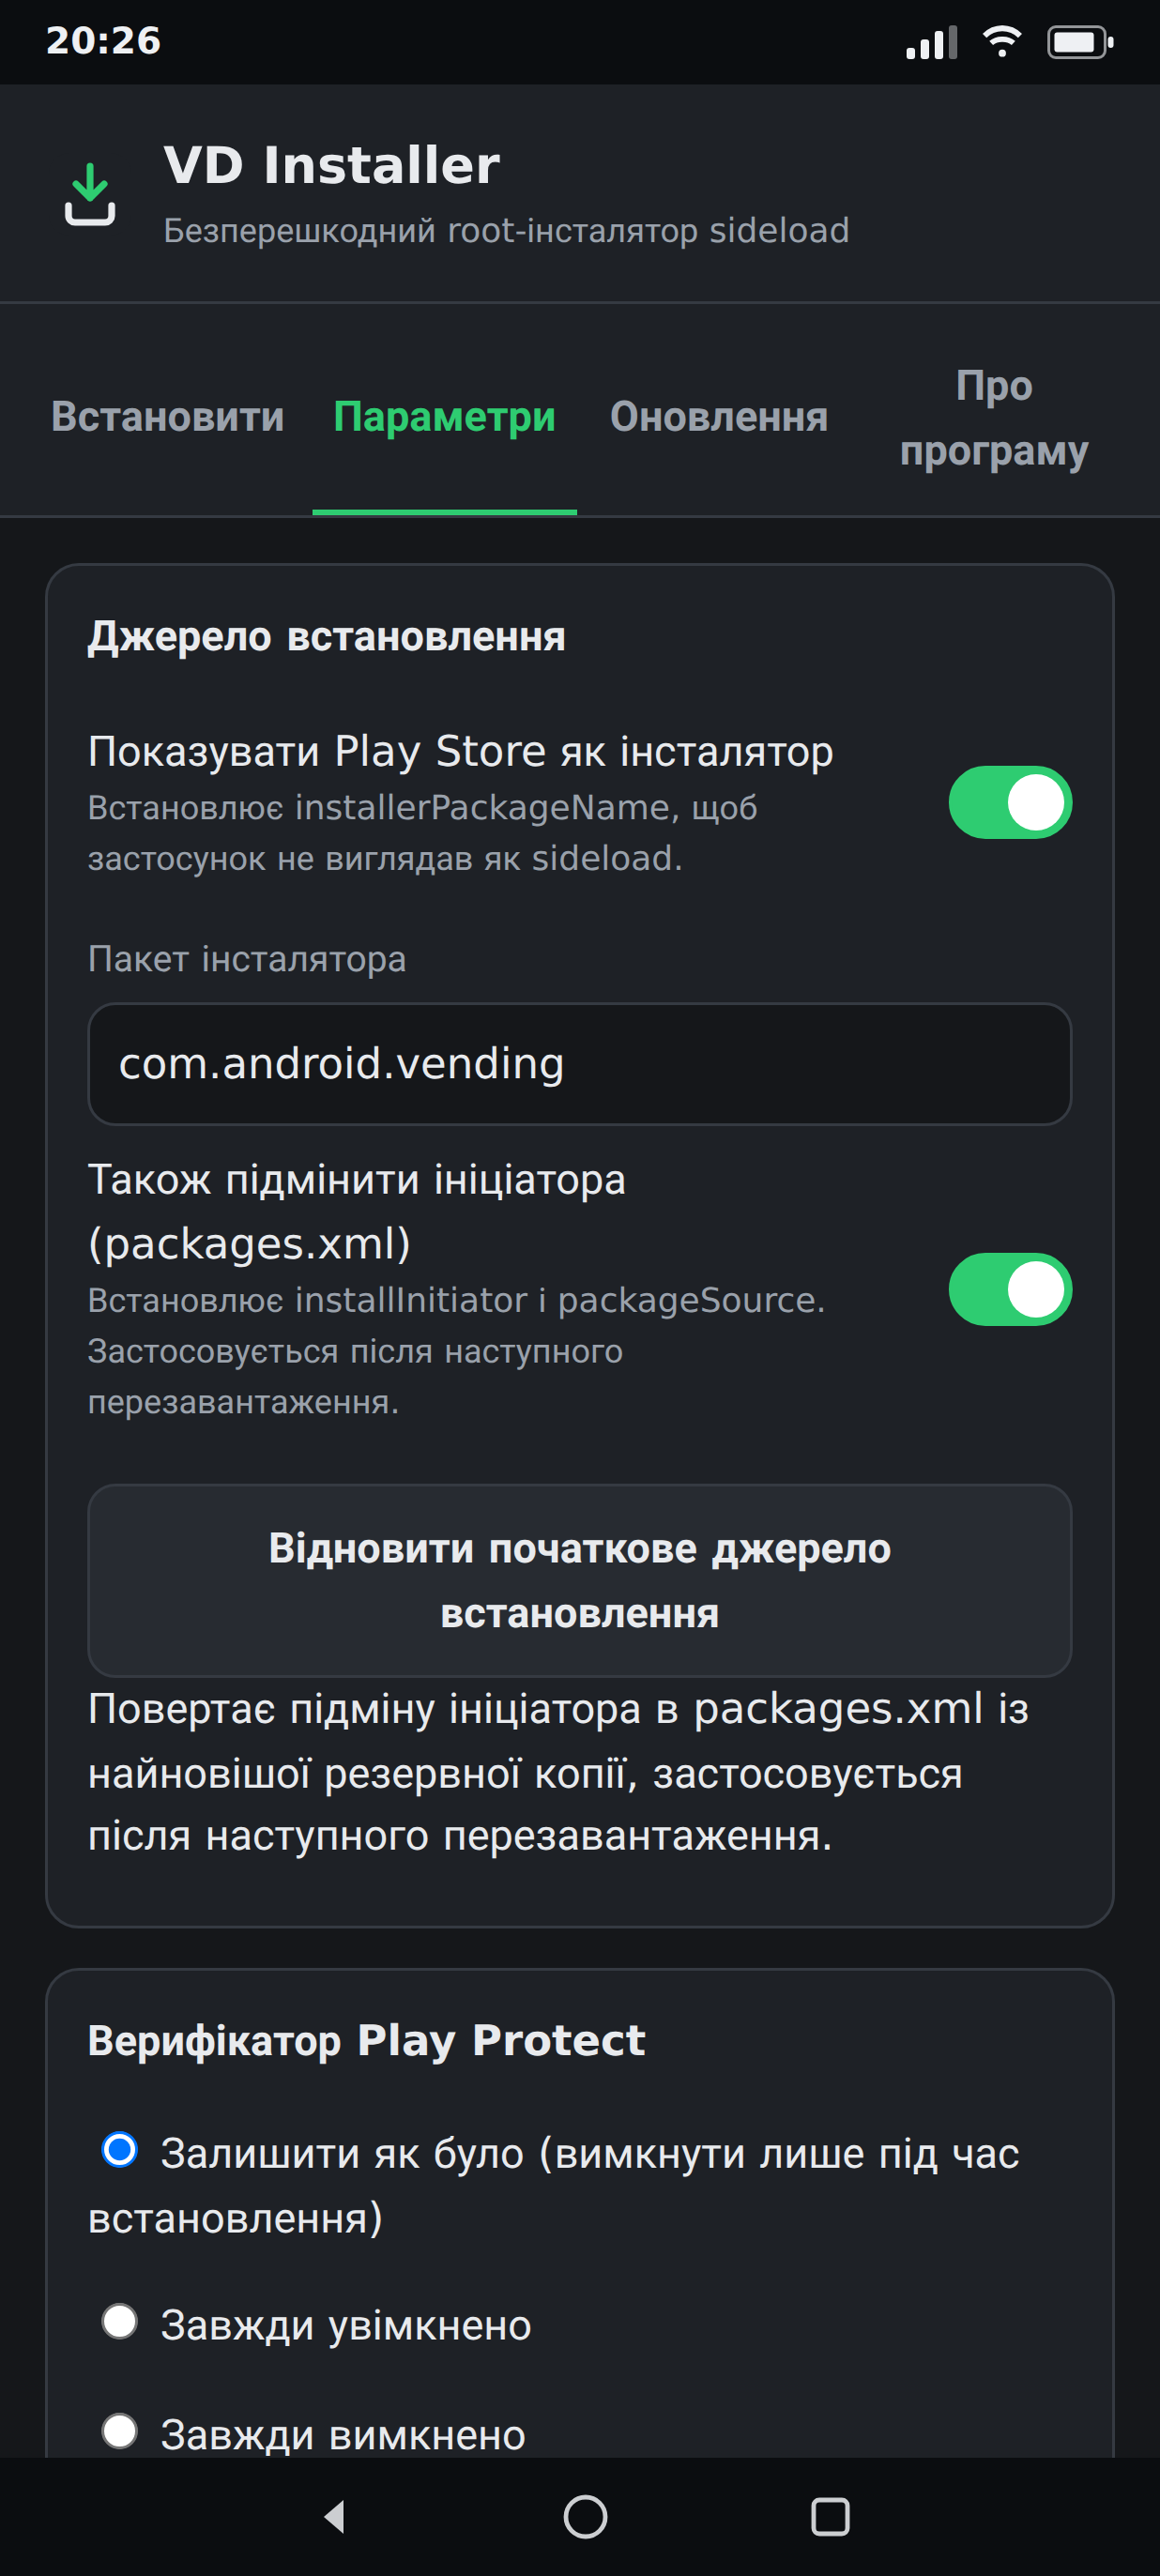 20:26
VD Installer
Безперешкодний root-інсталятор sideload
Встановити
Параметри
Оновлення
Про
програму
Джерело встановлення
Показувати Play Store як інсталятор
Встановлює installerPackageName, щоб
застосунок не виглядав як sideload.
Пакет інсталятора
com.android.vending
Також підмінити ініціатора
(packages.xml)
Встановлює installInitiator і packageSource.
Застосовується після наступного
перезавантаження.
Відновити початкове джерело
встановлення
Повертає підміну ініціатора в packages.xml із
найновішої резервної копії, застосовується
після наступного перезавантаження.
Верифікатор Play Protect
Залишити як було (вимкнути лише під час
встановлення)
Завжди увімкнено
Завжди вимкнено